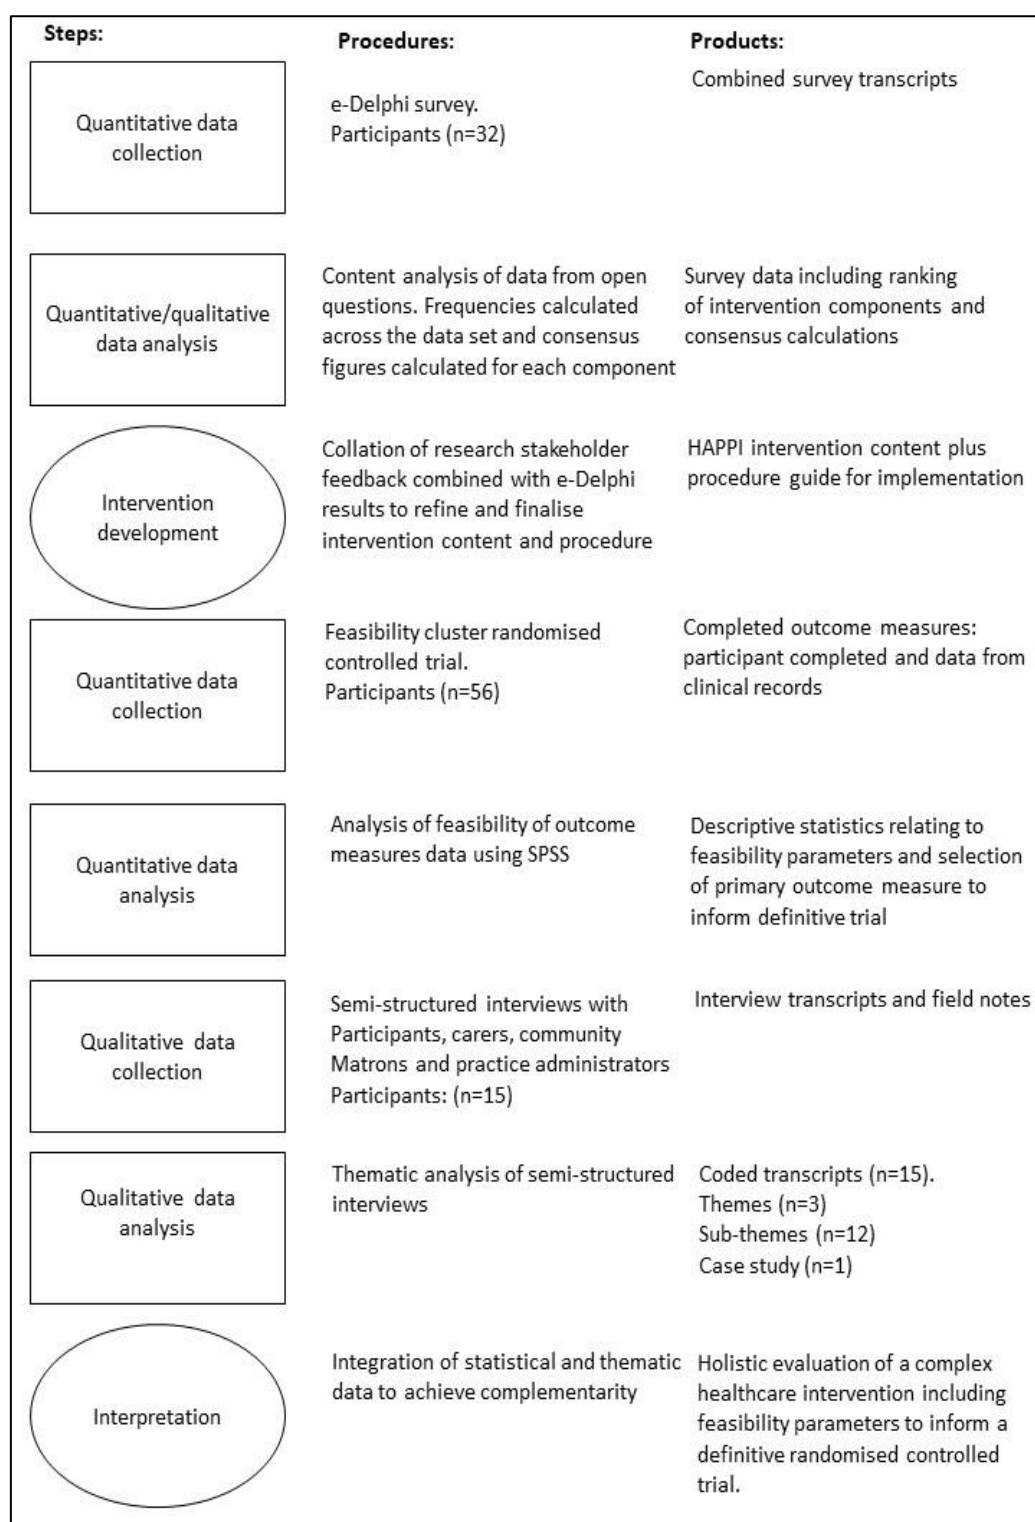 Steps:
Procedures:
Products:
Quantitative data
collection
e-Delphi survey.
Participants (n=32)
Combined survey transcripts
Quantitative/qualitative
data analysis
Content analysis of data from open
questions. Frequencies calculated
across the data set and consensus
figures calculated for each component
Survey data including ranking
of intervention components and
consensus calculations
Intervention
development
Collation of research stakeholder
feedback combined with e-Delphi
results to refine and finalise
intervention content and procedure
HAPPI intervention content plus
procedure guide for implementation
Quantitative data
collection
Feasibility cluster randomised
controlled trial.
Participants (n=56)
Completed outcome measures:
participant completed and data from
clinical records
Quantitative data
analysis
Analysis of feasibility of outcome
measures data using SPSS
Descriptive statistics relating to
feasibility parameters and selection
of primary outcome measure to
inform definitive trial
Qualitative data
collection
Semi-structured interviews with
Participants, carers, community
Matrons and practice administrators
Participants: (n=15)
Interview transcripts and field notes
Qualitative data
analysis
Thematic analysis of semi-structured
interviews
Coded transcripts (n=15).
Themes (n=3)
Sub-themes (n=12)
Case study (n=1)
Interpretation
Integration of statistical and thematic
data to achieve complementarity
Holistic evaluation of a complex
healthcare intervention including
feasibility parameters to inform a
definitive randomised controlled
trial.